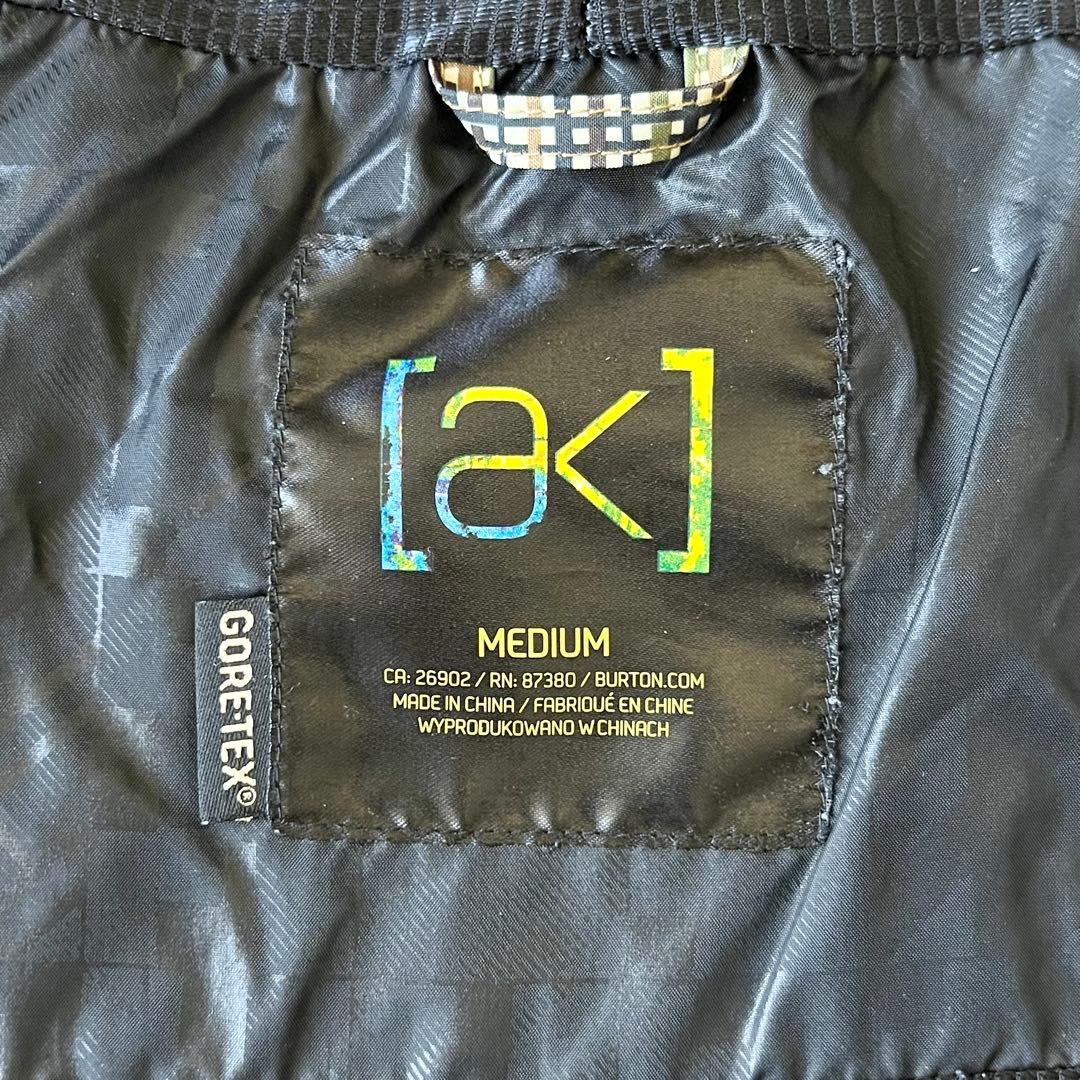 [ak]
MEDIUM
CA: 26902 / RN: 87380 / BURTON.COM
MADE IN CHINA / FABRIQUÉ EN CHINE
WYPRODUKOWANO W CHINACH
GORE-TEX®